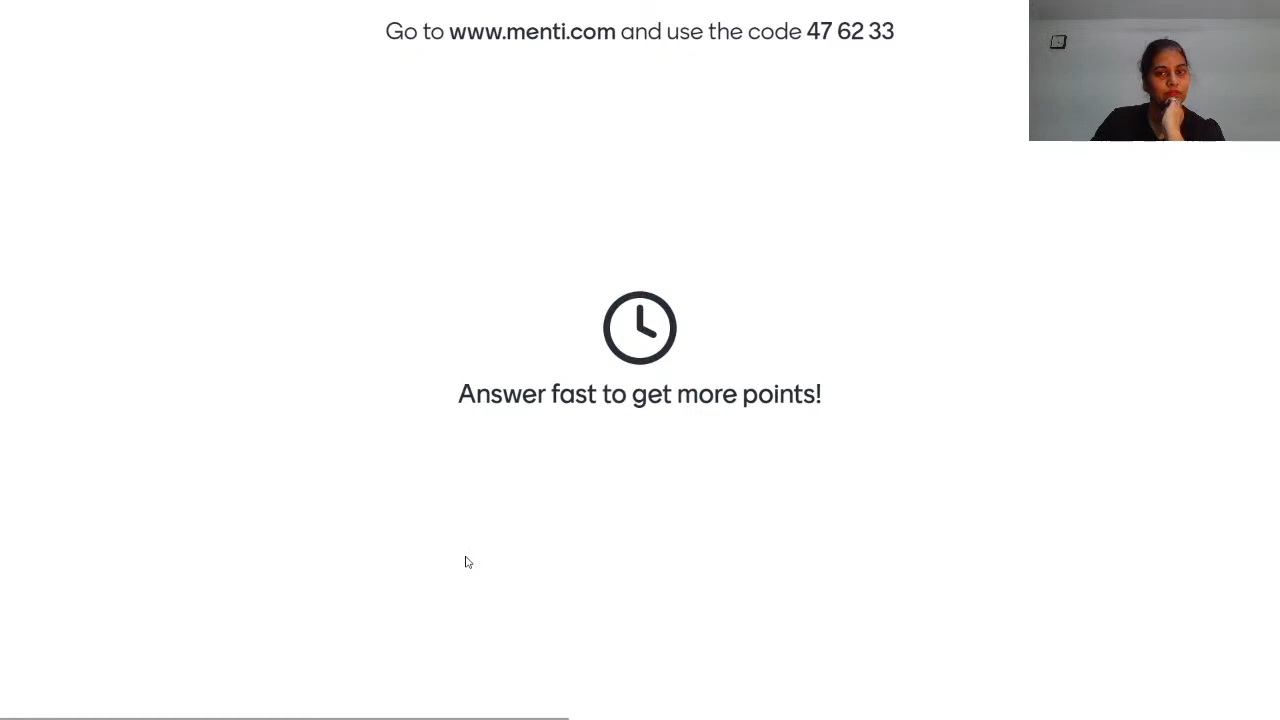 Go to www.menti.com and use the code 47 62 33
Answer fast to get more points!